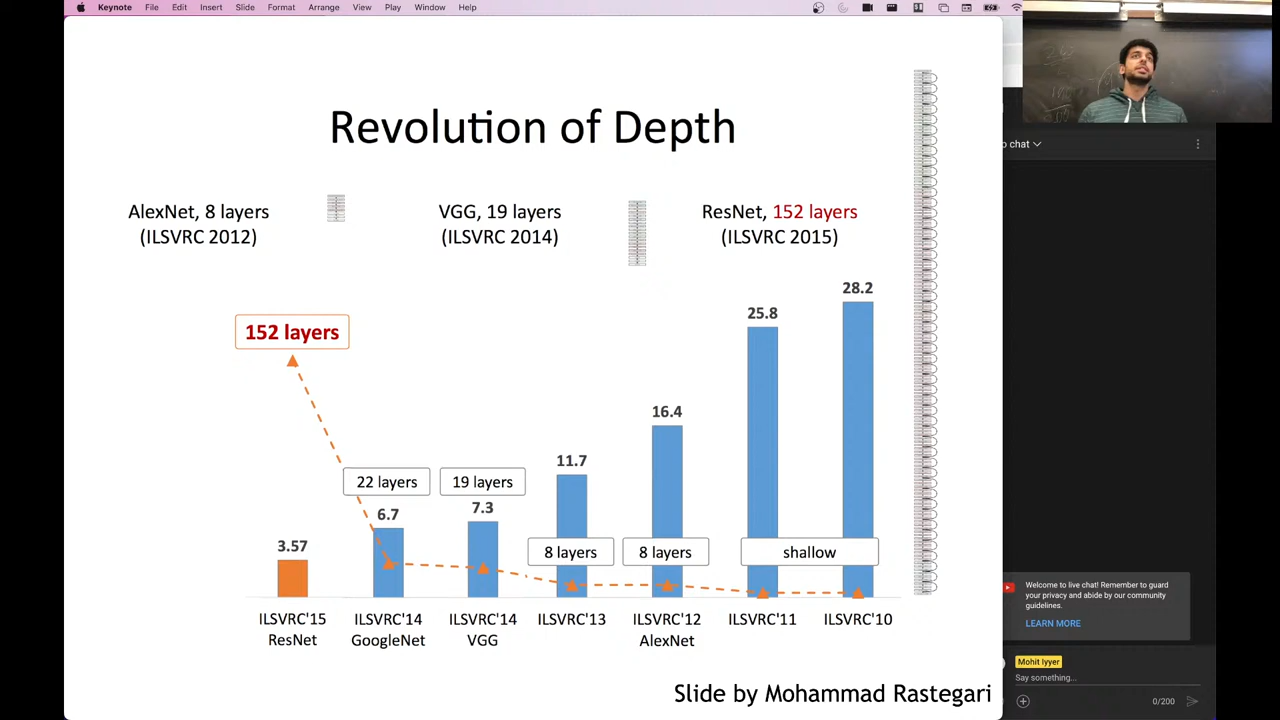 Keynote File Edit Insert Slide Format Arrange View Play Window Help
Revolution of Depth
AlexNet, 8 layers
(ILSVRC 2012)
VGG, 19 layers
(ILSVRC 2014)
ResNet, 152 layers
(ILSVRC 2015)
28.2
25.8
152 layers
16.4
11.7
22 layers
19 layers
6.7
7.3
3.57
8 layers
8 layers
shallow
ILSVRC'15
ResNet
ILSVRC'14
GoogleNet
ILSVRC'14
VGG
ILSVRC'13
ILSVRC'12
AlexNet
ILSVRC'11
ILSVRC'10
Slide by Mohammad Rastegari
chat
Welcome to live chat! Remember to guard
your privacy and abide by our community
guidelines.
LEARN MORE
Mohit Iyyer
Say something...
0/200